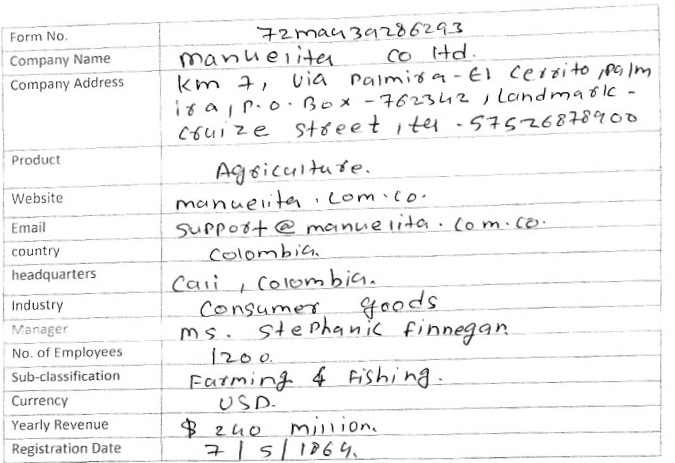 Form No. 72mau39286293
Company Name manuelita co ltd.
Company Address km 7, via palmira - El cerrito, palm
ira, p.o. Box - 762342, Landmark -
cruize street, tel - 57526878900
Product Agriculture.
Website manuelita.com.co.
Email support@manuelita.com.co.
country colombia.
headquarters cali, colombia.
Industry consumer goods
Manager ms. stephanie finnegan
No. of Employees 1200.
Sub-classification Farming & Fishing.
Currency USD.
Yearly Revenue $ 240 million.
Registration Date 7/5/1864.